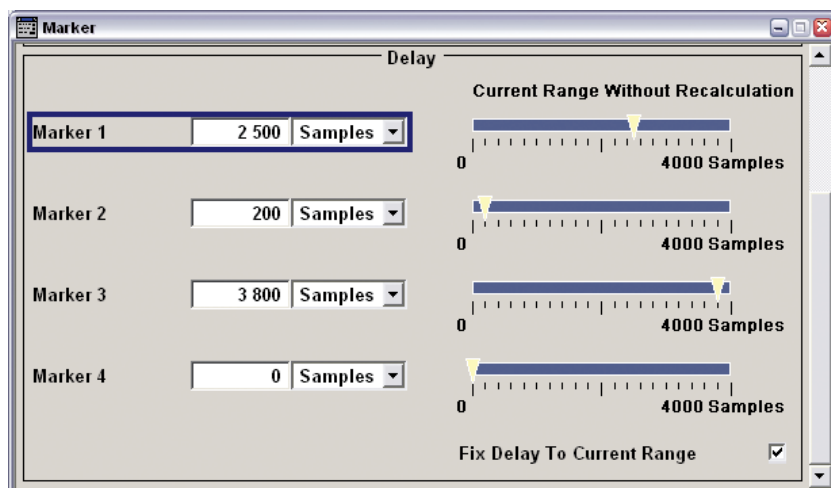 Marker
Delay
Current Range Without Recalculation
Marker 1 2 500 Samples
0 4000 Samples
Marker 2 200 Samples
0 4000 Samples
Marker 3 3 800 Samples
0 4000 Samples
Marker 4 0 Samples
0 4000 Samples
Fix Delay To Current Range